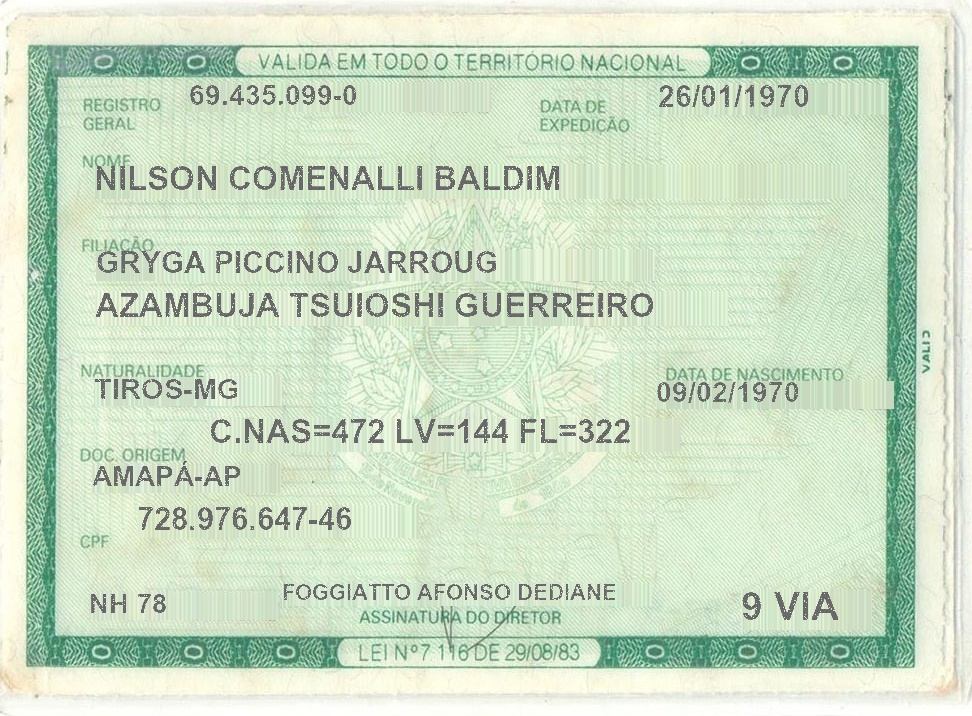 VALIDA EM TODO O TERRITÓRIO NACIONAL
REGISTRO GERAL 69.435.099-0 DATA DE EXPEDIÇÃO 26/01/1970
NOME
NILSON COMENALLI BALDIM
FILIAÇÃO
GRYGA PICCINO JARROUG
AZAMBUJA TSUIOSHI GUERREIRO
NATURALIDADE DATA DE NASCIMENTO
TIROS-MG 09/02/1970
C.NAS=472 LV=144 FL=322
DOC. ORIGEM
AMAPÁ-AP
728.976.647-46
CPF
NH 78 FOGGIATTO AFONSO DEDIANE 9 VIA
ASSINATURA DO DIRETOR
LEI Nº 7 116 DE 29/08/83